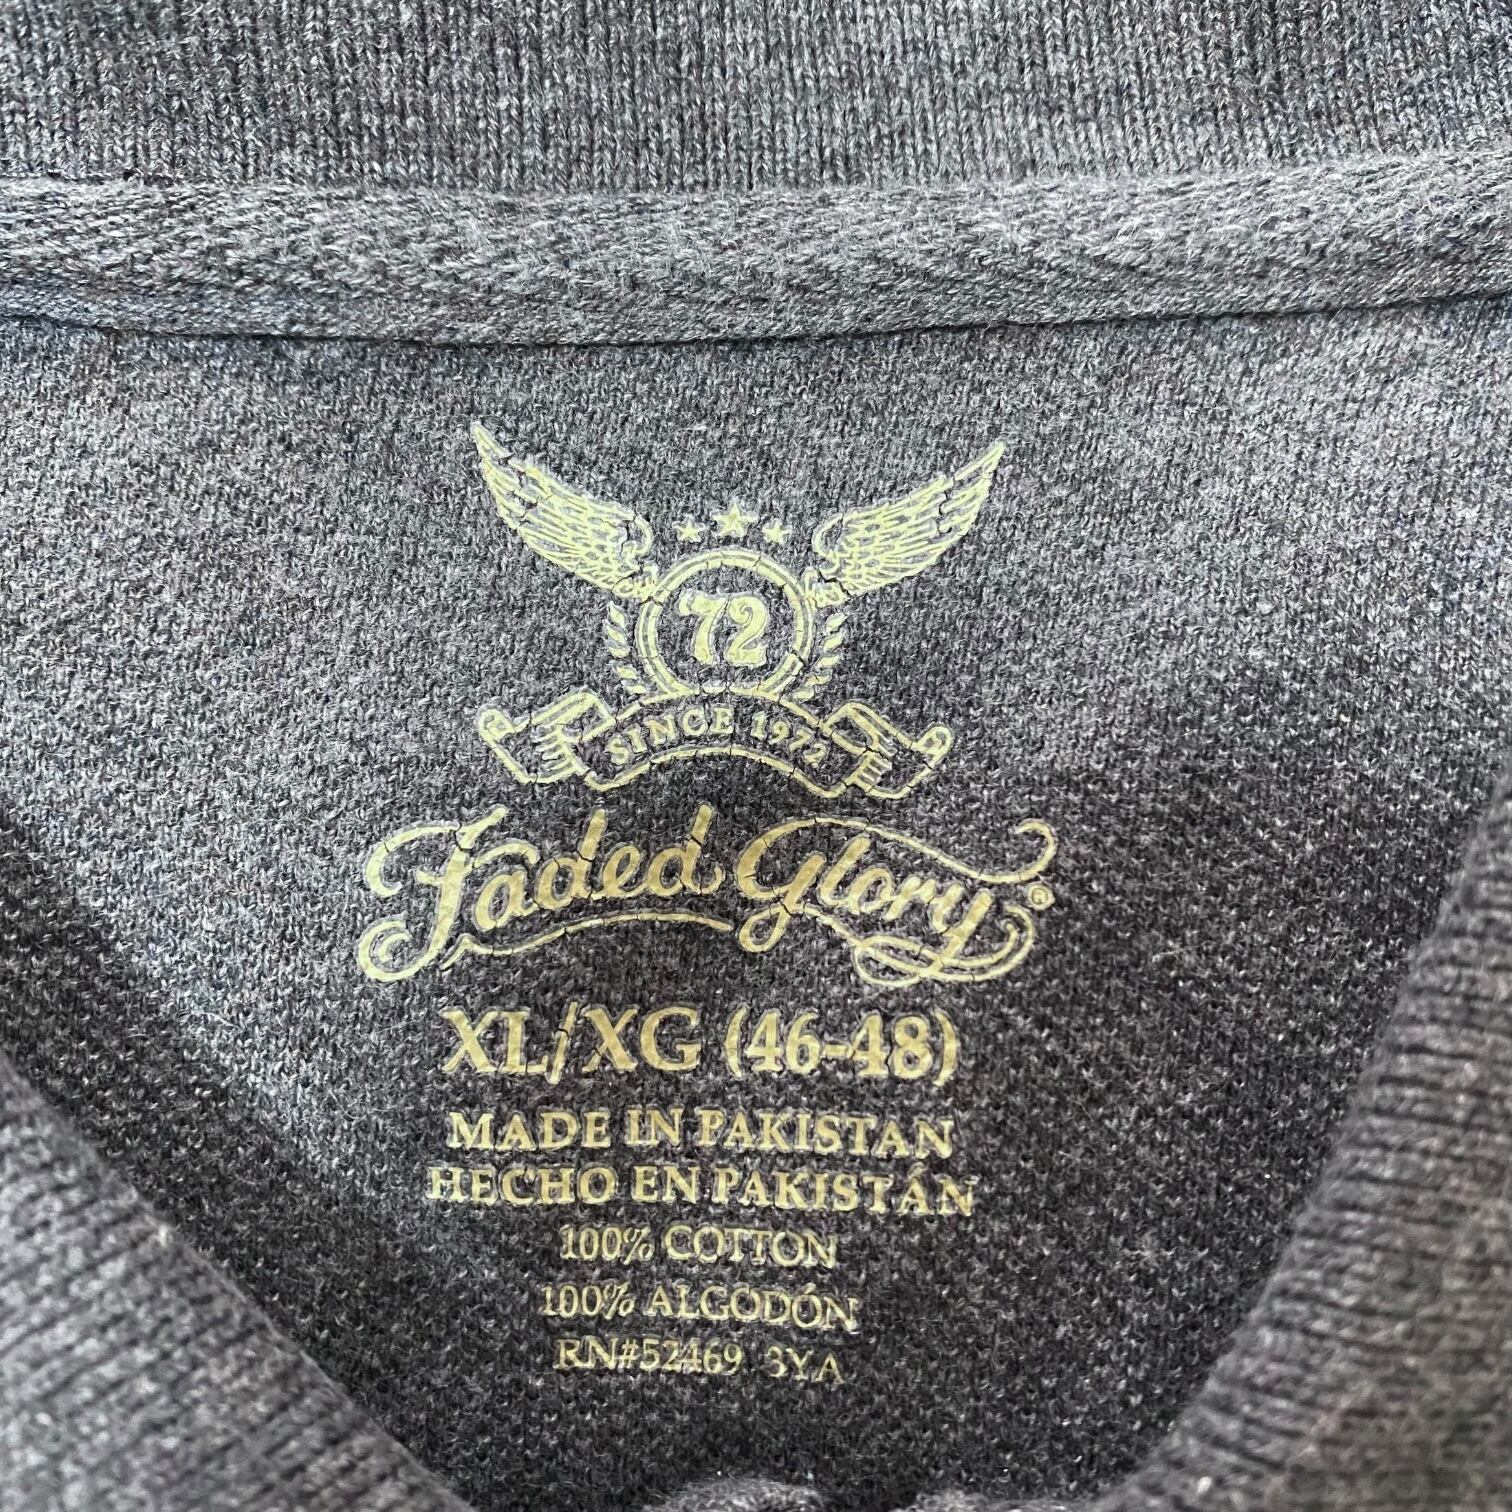 72
SINCE 1972
Faded Glory®
XL/XG (46-48)
MADE IN PAKISTAN
HECHO EN PAKISTÁN
100% COTTON
100% ALGODÓN
RN#52469 3YA